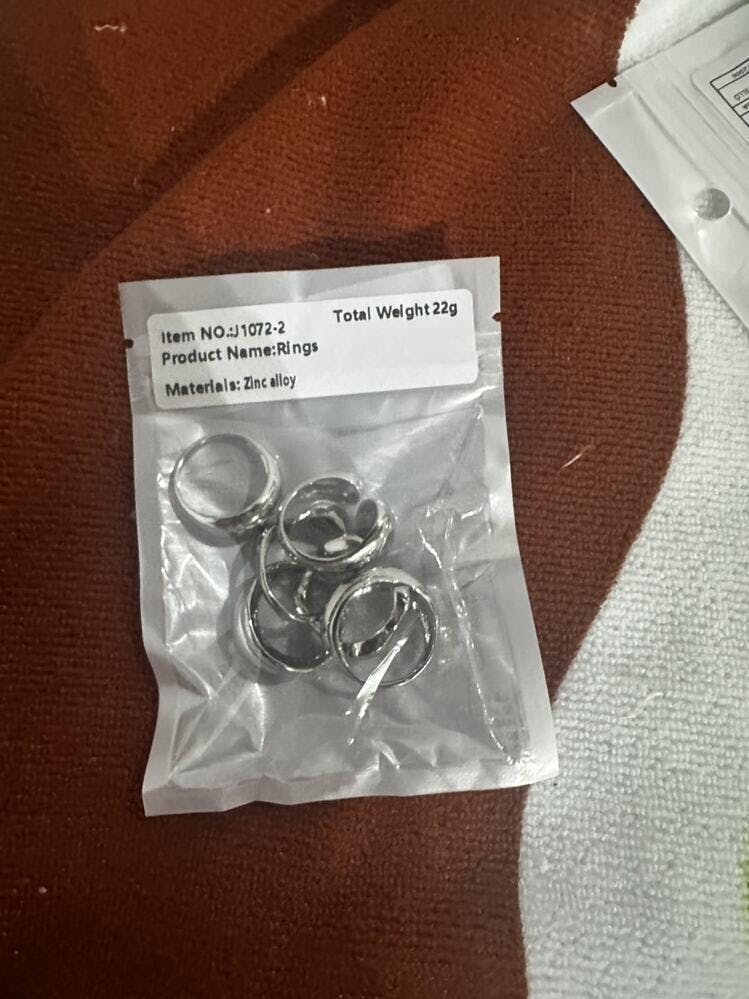 Item NO.:J1072-2
Total Weight 22g
Product Name:Rings
Materials: Zinc alloy